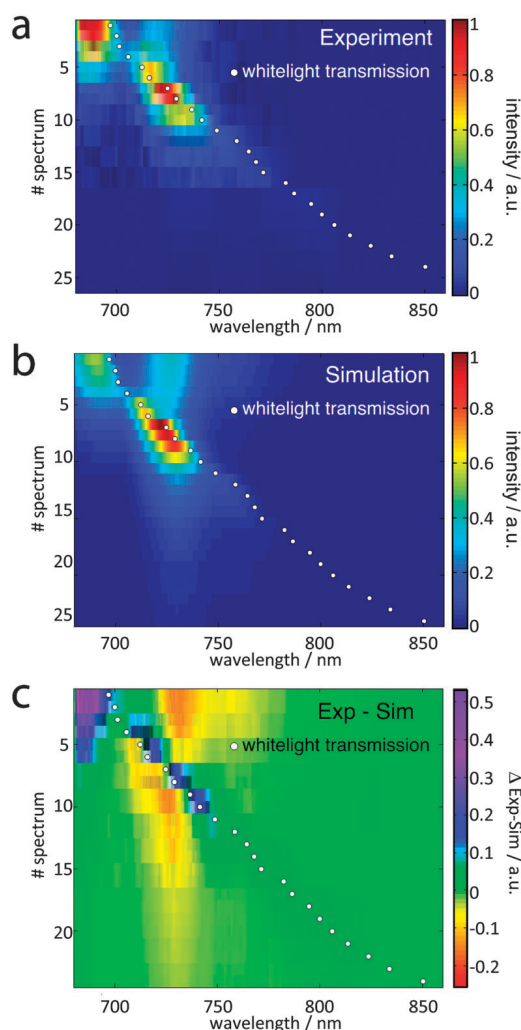 a
Experiment
whitelight transmission
# spectrum
5
10
15
20
25
700
750
800
850
wavelength / nm
1
0.8
0.6
0.4
0.2
0
intensity / a.u.
b
Simulation
whitelight transmission
# spectrum
5
10
15
20
25
700
750
800
850
wavelength / nm
1
0.8
0.6
0.4
0.2
0
intensity / a.u.
c
Exp - Sim
whitelight transmission
# spectrum
5
10
15
20
700
750
800
850
wavelength / nm
0.5
0.4
0.3
0.2
0.1
0
-0.1
-0.2
Δ Exp-Sim / a.u.